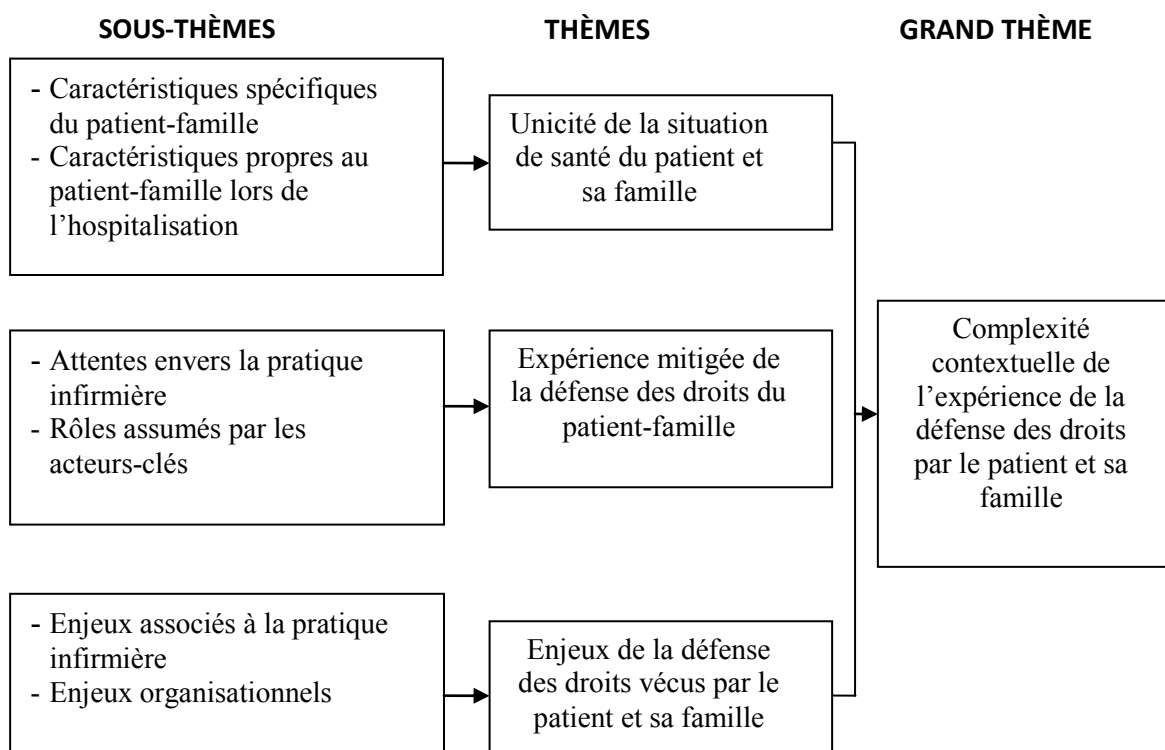 SOUS-THÈMES
THÈMES
GRAND THÈME
- Caractéristiques spécifiques
du patient-famille
- Caractéristiques propres au
patient-famille lors de
l’hospitalisation
Unicité de la situation
de santé du patient et
sa famille
- Attentes envers la pratique
infirmière
- Rôles assumés par les
acteurs-clés
Expérience mitigée de
la défense des droits du
patient-famille
- Enjeux associés à la pratique
infirmière
- Enjeux organisationnels
Enjeux de la défense
des droits vécus par le
patient et sa famille
Complexité
contextuelle de
l’expérience de la
défense des droits
par le patient et sa
famille